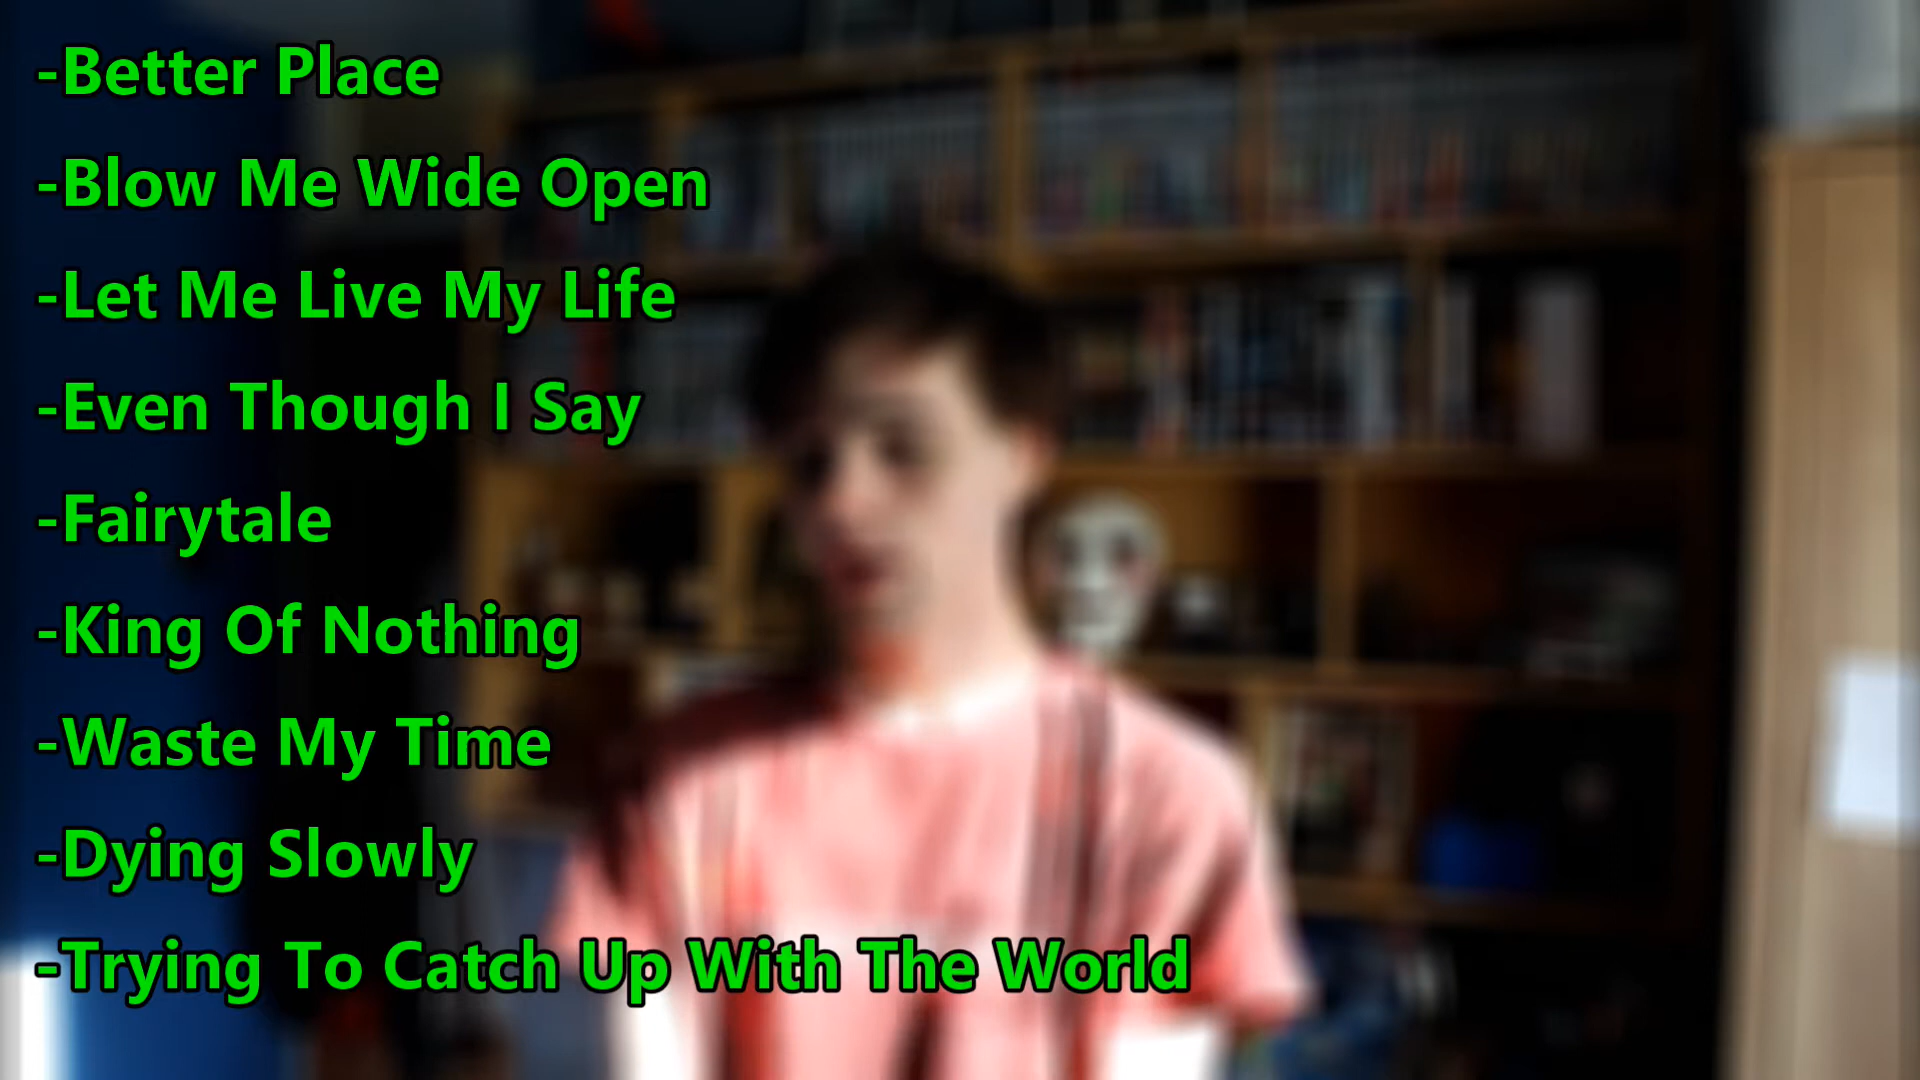 -Better Place
-Blow Me Wide Open
-Let Me Live My Life
-Even Though I Say
-Fairytale
-King Of Nothing
-Waste My Time
-Dying Slowly
-Trying To Catch Up With The World